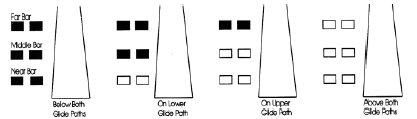 Far Bar
Middle Bar
Near Bar
Below Both
Glide Paths
On Lower
Glide Path
On Upper
Glide Path
Above Both
Glide Paths